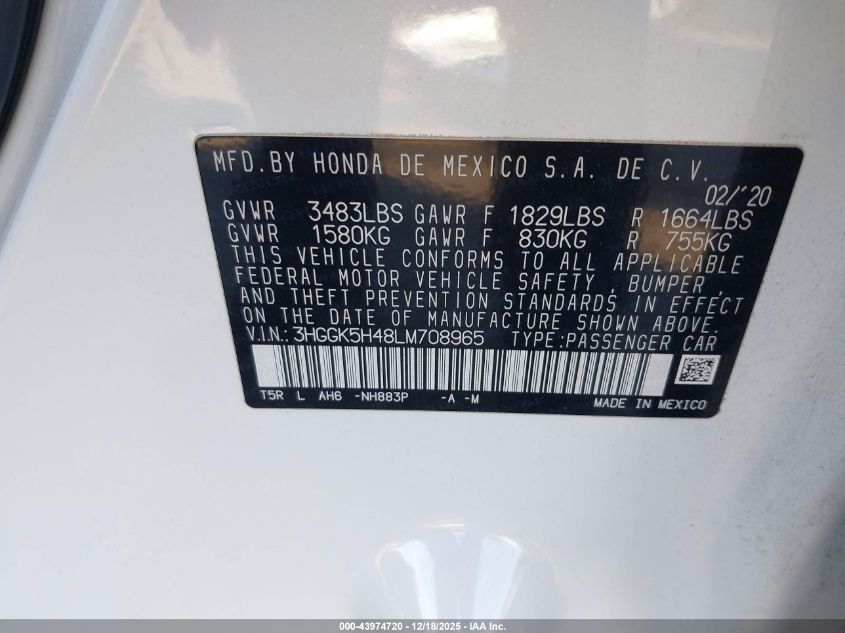 MFD. BY HONDA DE MEXICO S.A. DE C.V.
02/'20
GVWR 3483LBS GAWR F 1829LBS R 1664LBS
GVWR 1580KG GAWR F 830KG R 755KG
THIS VEHICLE CONFORMS TO ALL APPLICABLE
FEDERAL MOTOR VEHICLE SAFETY, BUMPER,
AND THEFT PREVENTION STANDARDS IN EFFECT
ON THE DATE OF MANUFACTURE SHOWN ABOVE.
V.I.N.: 3HGGK5H48LM708965 TYPE:PASSENGER CAR
T5R L AH6 -NH883P -A -M MADE IN MEXICO
000-43974720 - 12/18/2025 - IAA Inc.